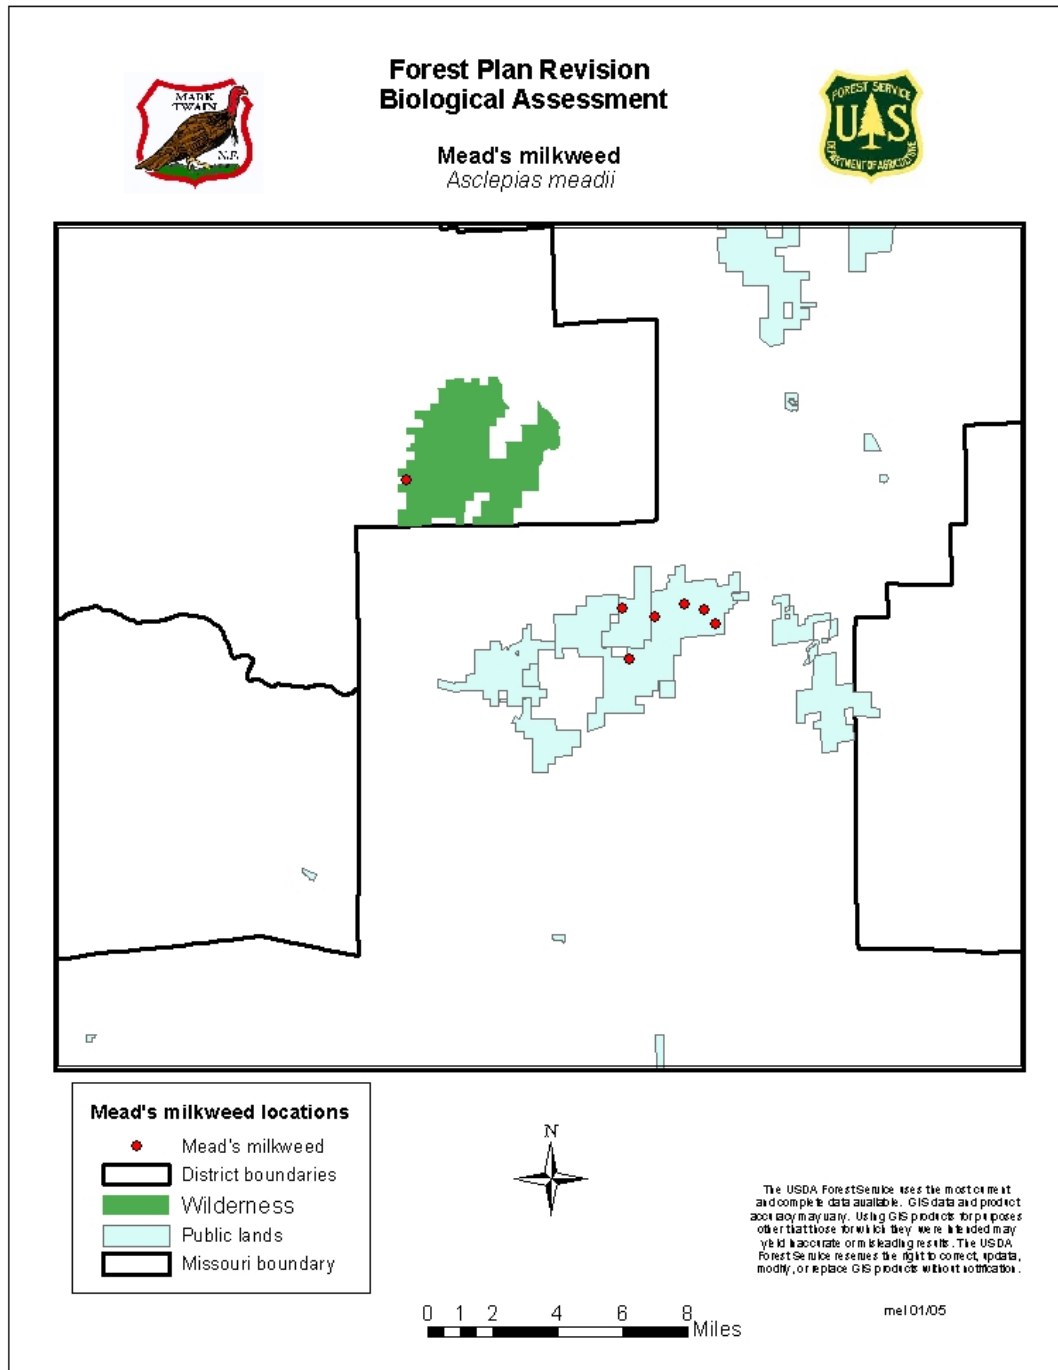 Forest Plan Revision
Biological Assessment
MARK
TWAIN
N.F.
FOREST SERVICE
U S
DEPARTMENT OF AGRICULTURE
Mead's milkweed
Asclepias meadii
Mead's milkweed locations
Mead's milkweed
District boundaries
Wilderness
Public lands
Missouri boundary
N
The USDA Forest Service uses the most current
and complete data available. GIS data and product
accuracy may vary. Using GIS products for purposes
other that those for which they were intended may
yield inaccurate or misleading results. The USDA
Forest Service reserves the right to correct, update,
modify, or replace GIS products without notification.
mel 01/05
0 1 2 4 6 8
Miles